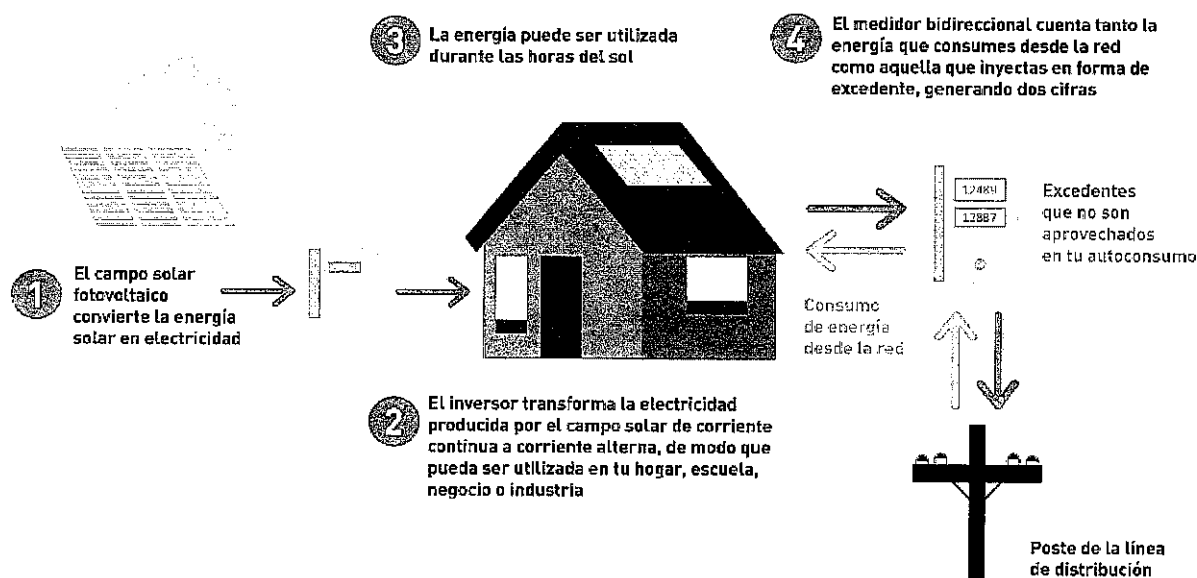 1
El campo solar
fotovoltaico
convierte la energía
solar en electricidad
2
El inversor transforma la electricidad
producida por el campo solar de corriente
continua a corriente alterna, de modo que
pueda ser utilizada en tu hogar, escuela,
negocio o industria
3
La energía puede ser utilizada
durante las horas del sol
4
El medidor bidireccional cuenta tanto la
energía que consumes desde la red
como aquella que inyectas en forma de
excedente, generando dos cifras
12489
12887
Excedentes
que no son
aprovechados
en tu autoconsumo
Consumo
de energía
desde la red
Poste de la línea
de distribución